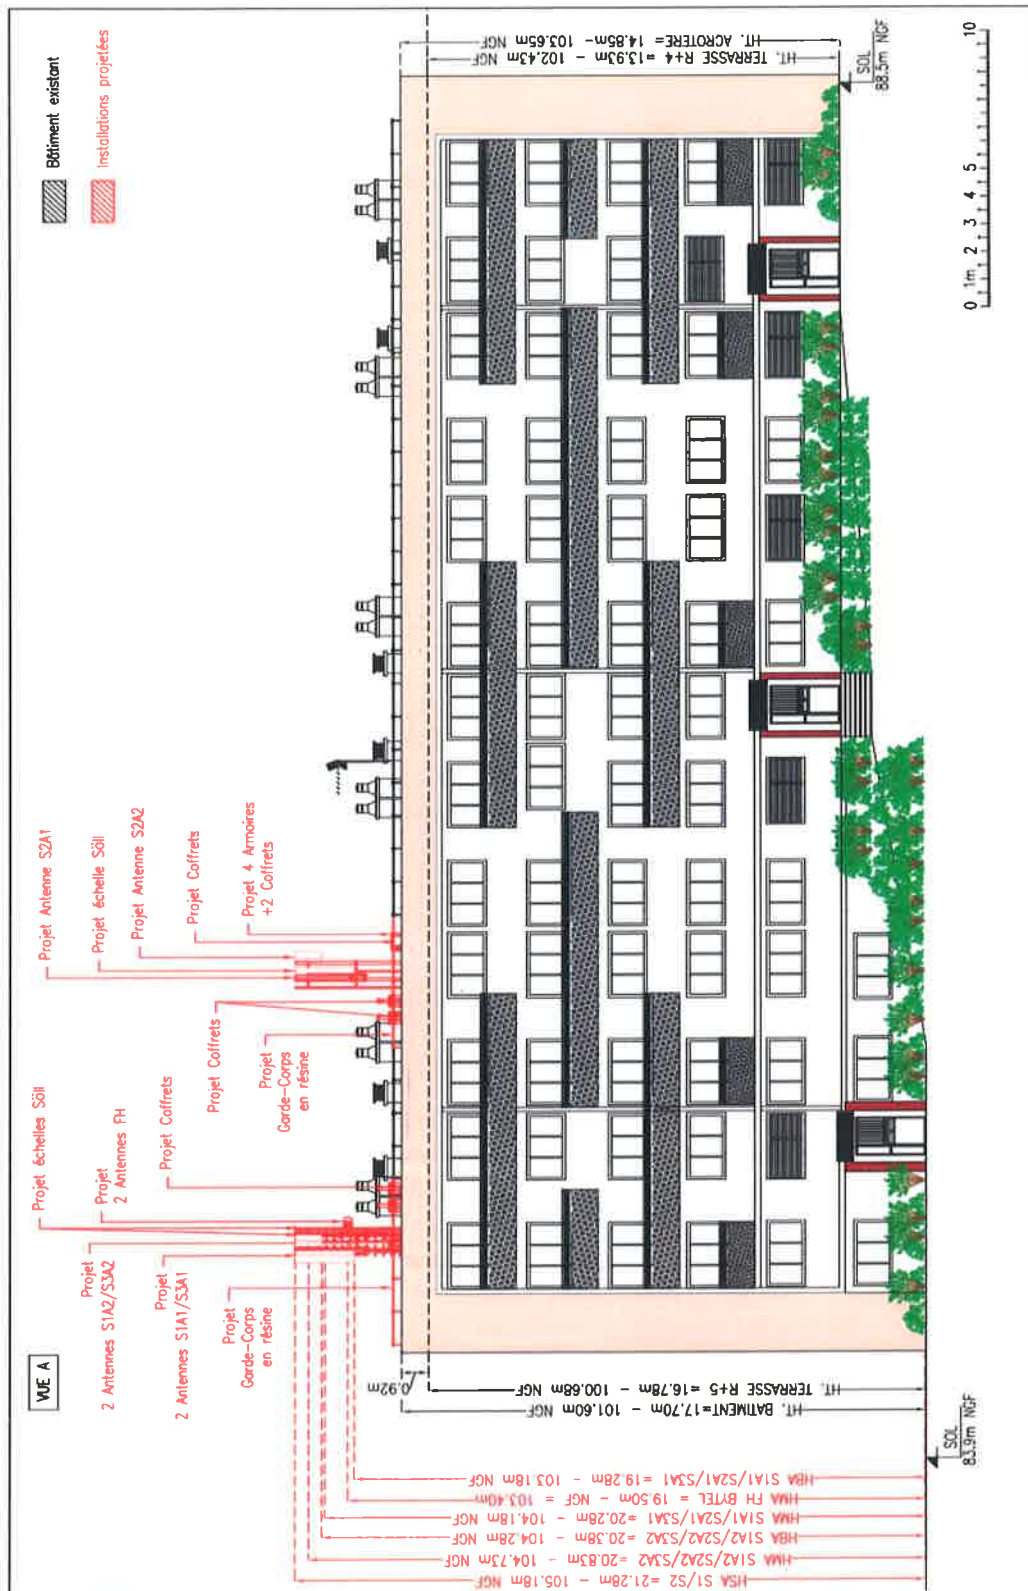 VUE A
Bâtiment existant
Installations projetées
Projet échelles Söll
Projet
2 Antennes S1A2/S3A2
Projet
2 Antennes FH
Projet
2 Antennes S1A1/S3A1
Projet Coffrets
Projet
Garde-Corps
en résine
Projet Coffrets
Projet
Garde-Corps
en résine
Projet Antenne S2A1
Projet échelle Söll
Projet Antenne S2A2
Projet Coffrets
Projet 4 Armoires
+2 Coffrets
0.92m
HT. TERRASSE R+5 =16.78m - 100.68m NGF
HT. BATIMENT=17.70m - 101.60m NGF
HBA S1A1/S2A1/S3A1 =19.28m - 103.18m NGF
HMA FH BYTEL = 19.50m - NGF = 103.40m
HMA S1A1/S2A1/S3A1 =20.28m - 104.18m NGF
HBA S1A2/S2A2/S3A2 =20.38m - 104.28m NGF
HMA S1A2/S2A2/S3A2 =20.83m - 104.73m NGF
HSA S1/S2 =21.28m - 105.18m NGF
SOL
83.9m NGF
HT. ACROTERE= 14.85m- 103.65m NGF
HT. TERRASSE R+4 =13.93m - 102.43m NGF
SOL
88.5m NGF
0 1m 2 3 4 5 10